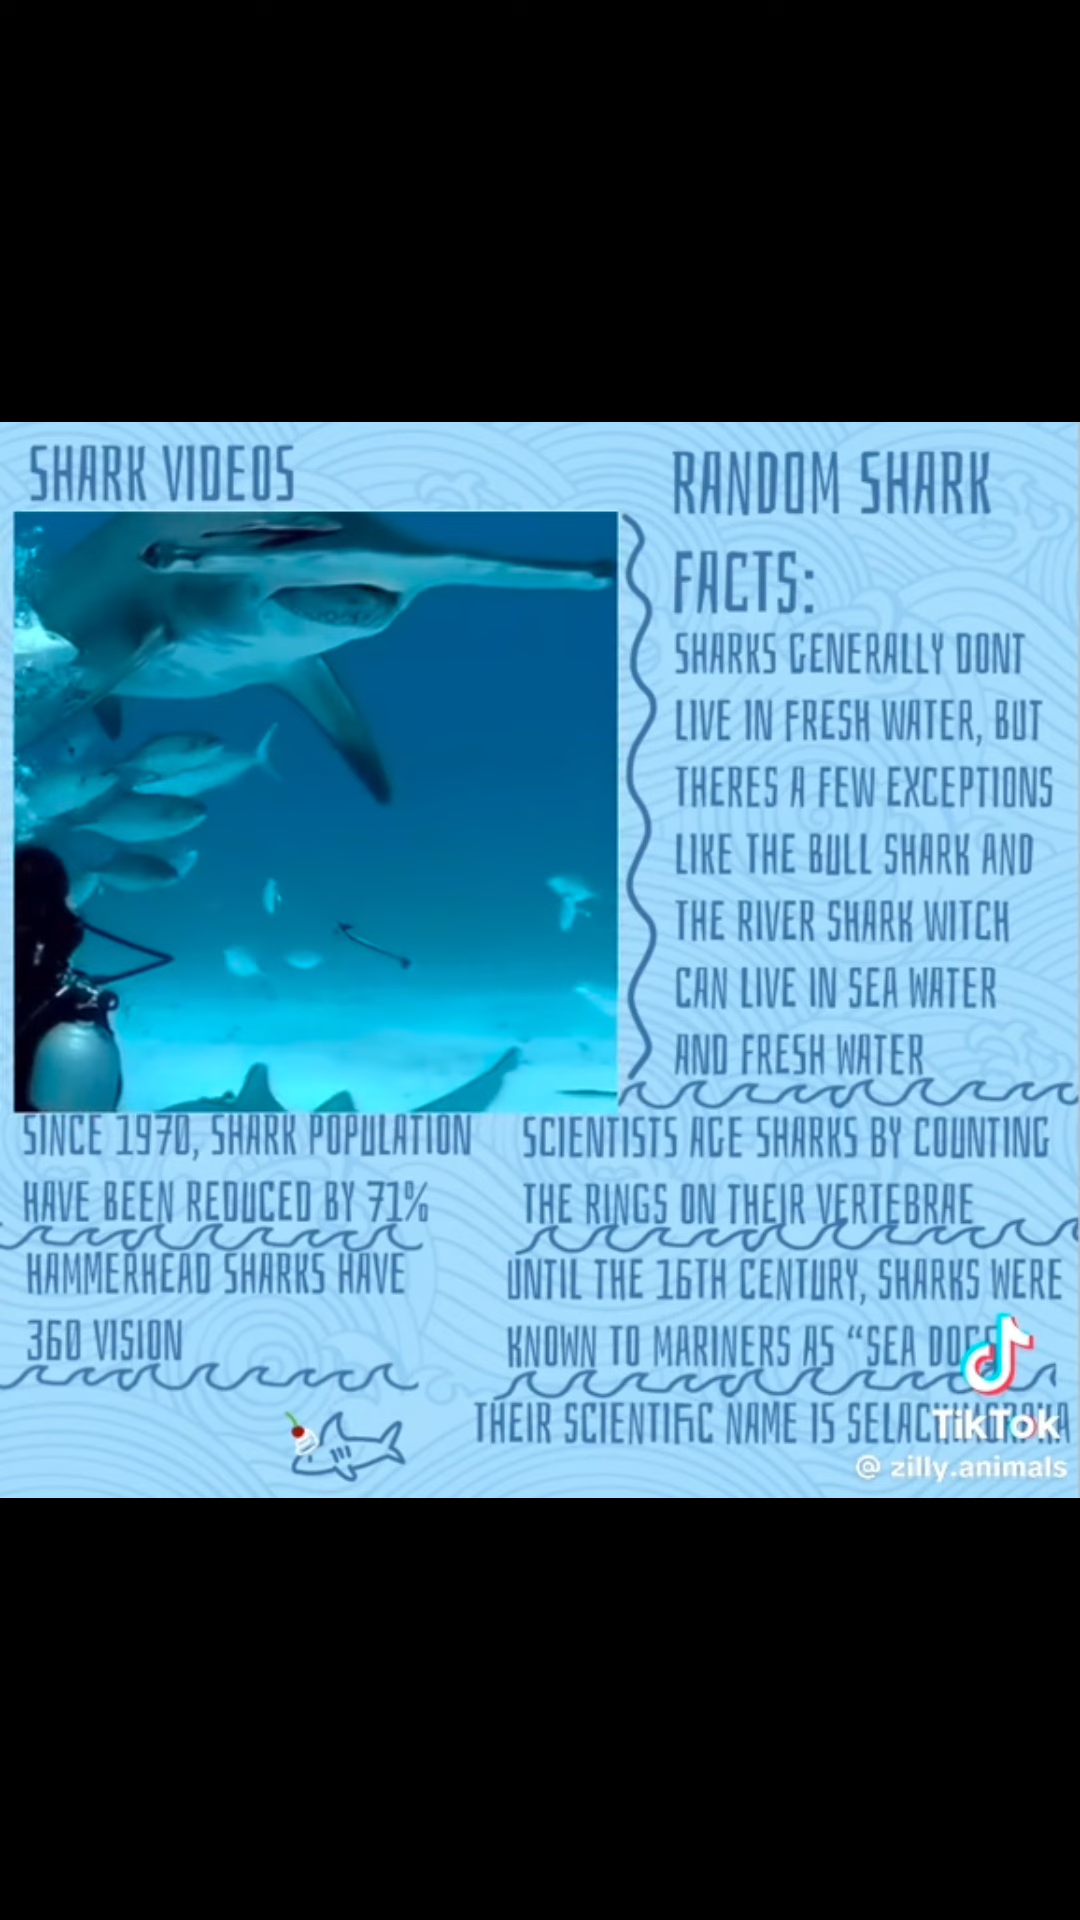 SHARK VIDEOS
RANDOM SHARK
FACTS:
SHARKS GENERALLY DONT
LIVE IN FRESH WATER, BUT
THERES A FEW EXCEPTIONS
LIKE THE BULL SHARK AND
THE RIVER SHARK WITCH
CAN LIVE IN SEA WATER
AND FRESH WATER
SINCE 1970, SHARK POPULATION
HAVE BEEN REDUCED BY 71%
HAMMERHEAD SHARKS HAVE
360 VISION
SCIENTISTS AGE SHARKS BY COUNTING
THE RINGS ON THEIR VERTEBRAE
UNTIL THE 16TH CENTURY, SHARKS WERE
KNOWN TO MARINERS AS “SEA
THEIR SCIENTIFIC NAME IS
TikTok
@ zilly.animals